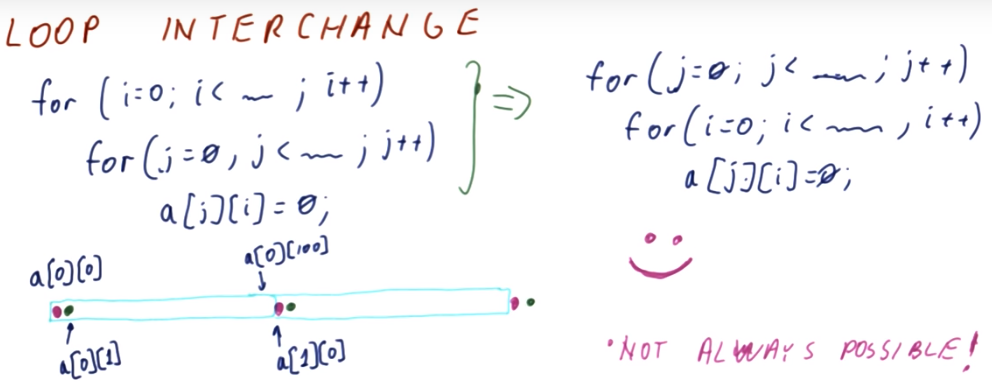 LOOP INTERCHANGE
for (i=0; i< ; i++)
for (j=0, j< ; j++)
a[j][i] = 0;
⇒
for (j=0; j< ; j++)
for (i=0; i< , i++)
a[j][i]=0;
a[0][0]
a[0][100]
a[0][1]
a[1][0]
•NOT ALWAYS POSSIBLE!